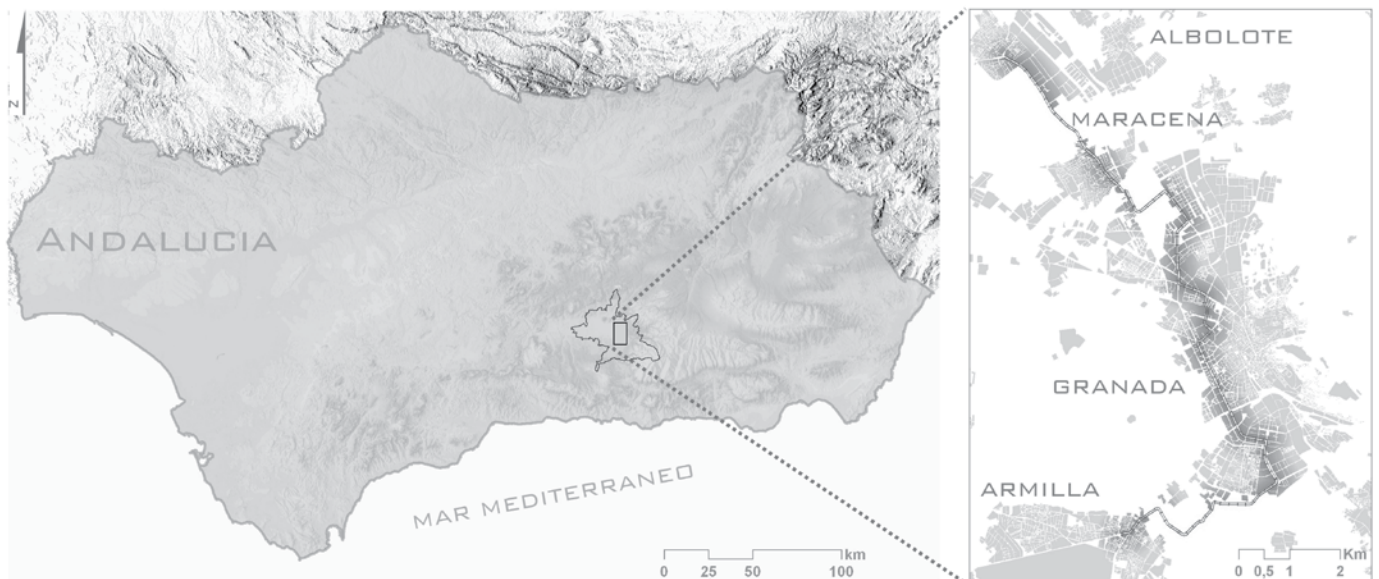 N
ANDALUCIA
MAR MEDITERRANEO
km
0 25 50 100
ALBOLOTE
MARACENA
GRANADA
ARMILLA
Km
0 0,5 1 2